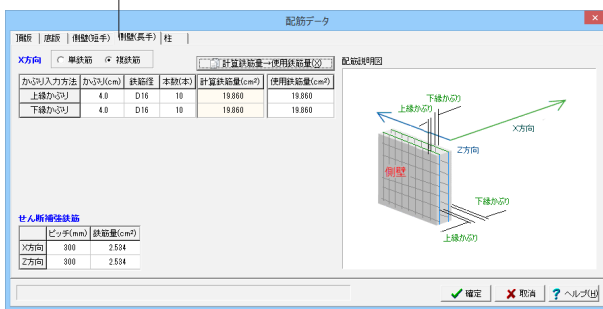 配筋データ
頂版 底版 側壁(短手) 側壁(長手) 柱
X方向 単鉄筋 複鉄筋 計算鉄筋量→使用鉄筋量(X) 配筋説明図
かぶり入力方法 かぶり(cm) 鉄筋径 本数(本) 計算鉄筋量(cm²) 使用鉄筋量(cm²)
上縁かぶり 4.0 D16 10 19.860 19.860
下縁かぶり 4.0 D16 10 19.860 19.860
下縁かぶり
上縁かぶり
X方向
Z方向
側壁
下縁かぶり
上縁かぶり
せん断補強鉄筋
ピッチ(mm) 鉄筋量(cm²)
X方向 300 2.534
Z方向 300 2.534
確定 取消 ヘルプ(H)